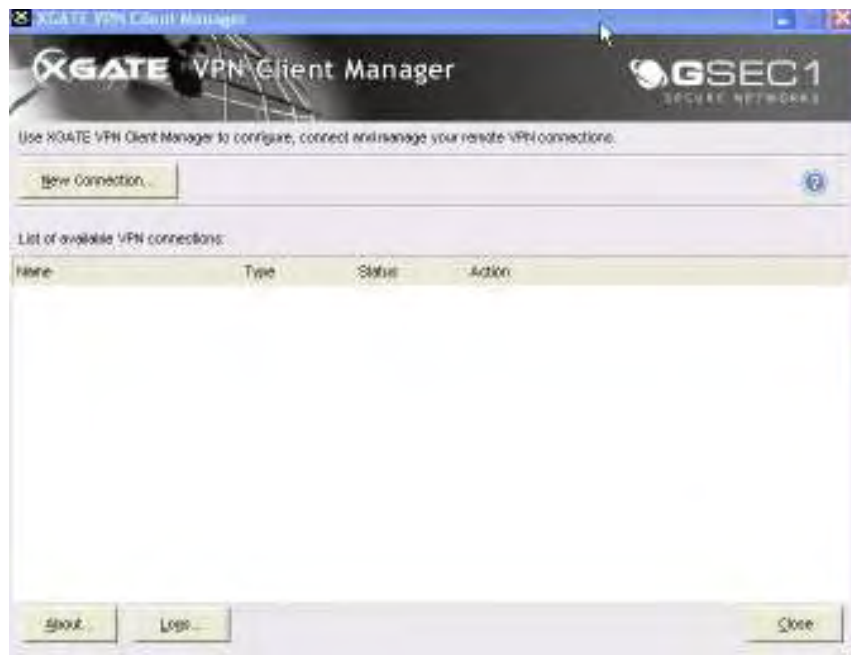 XGATE VPN Client Manager
XGATE VPN Client Manager
GSEC1
SECURE NETWORKS
Use XGATE VPN Client Manager to configure, connect and manage your remote VPN connections.
New Connection...
List of available VPN connections:
Name Type Status Action
About... Logs... Close